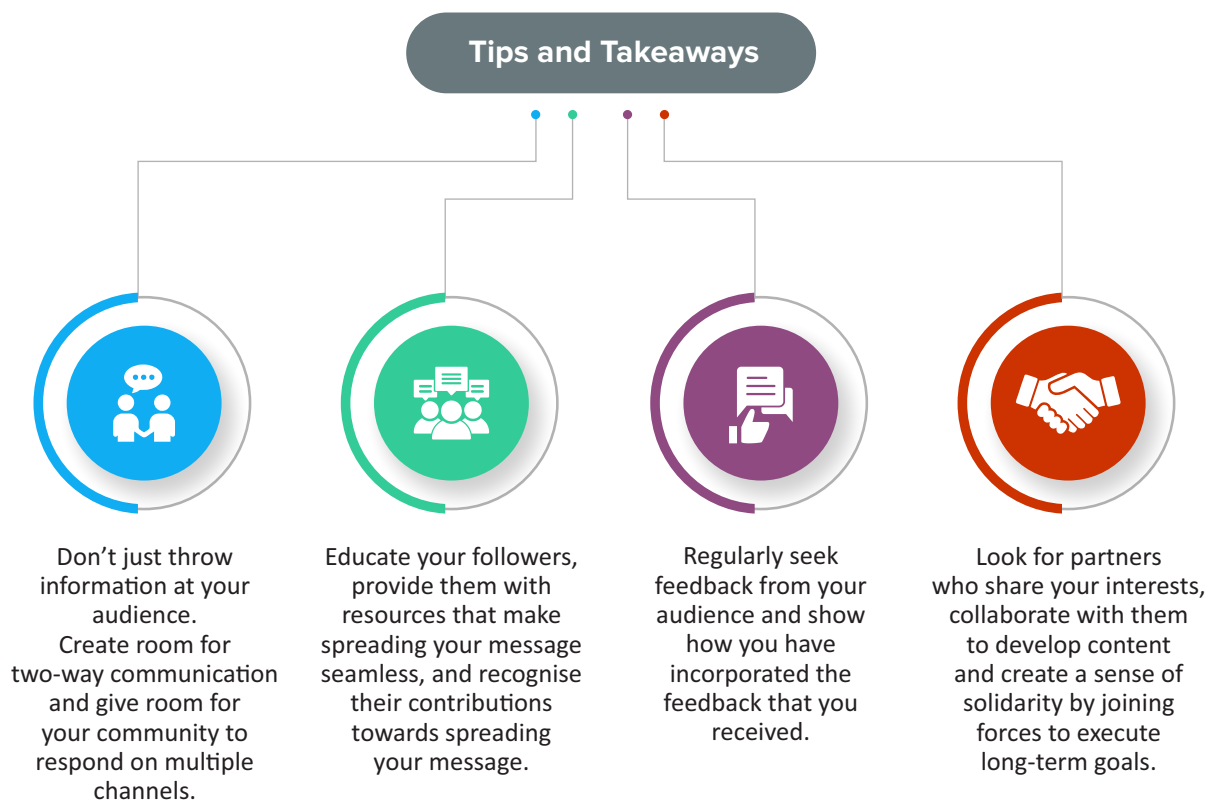 Tips and Takeaways
Don’t just throw
information at your
audience.
Create room for
two-way communication
and give room for
your community to
respond on multiple
channels.
Educate your followers,
provide them with
resources that make
spreading your message
seamless, and recognise
their contributions
towards spreading
your message.
Regularly seek
feedback from your
audience and show
how you have
incorporated the
feedback that you
received.
Look for partners
who share your interests,
collaborate with them
to develop content
and create a sense of
solidarity by joining
forces to execute
long-term goals.